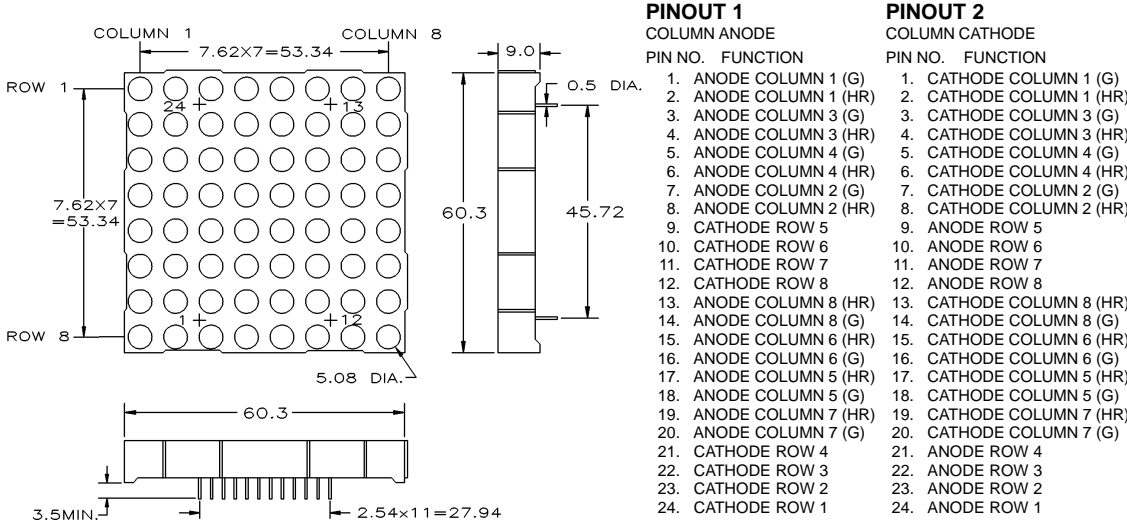 COLUMN 1
COLUMN 8
7.62X7=53.34
ROW 1
24
13
7.62X7
=53.34
1
12
ROW 8
5.08 DIA.
9.0
0.5 DIA.
60.3
45.72
60.3
3.5MIN.
2.54x11=27.94
PINOUT 1
COLUMN ANODE
PIN NO. FUNCTION
1. ANODE COLUMN 1 (G)
2. ANODE COLUMN 1 (HR)
3. ANODE COLUMN 3 (G)
4. ANODE COLUMN 3 (HR)
5. ANODE COLUMN 4 (G)
6. ANODE COLUMN 4 (HR)
7. ANODE COLUMN 2 (G)
8. ANODE COLUMN 2 (HR)
9. CATHODE ROW 5
10. CATHODE ROW 6
11. CATHODE ROW 7
12. CATHODE ROW 8
13. ANODE COLUMN 8 (HR)
14. ANODE COLUMN 8 (G)
15. ANODE COLUMN 6 (HR)
16. ANODE COLUMN 6 (G)
17. ANODE COLUMN 5 (HR)
18. ANODE COLUMN 5 (G)
19. ANODE COLUMN 7 (HR)
20. ANODE COLUMN 7 (G)
21. CATHODE ROW 4
22. CATHODE ROW 3
23. CATHODE ROW 2
24. CATHODE ROW 1
PINOUT 2
COLUMN CATHODE
PIN NO. FUNCTION
1. CATHODE COLUMN 1 (G)
2. CATHODE COLUMN 1 (HR)
3. CATHODE COLUMN 3 (G)
4. CATHODE COLUMN 3 (HR)
5. CATHODE COLUMN 4 (G)
6. CATHODE COLUMN 4 (HR)
7. CATHODE COLUMN 2 (G)
8. CATHODE COLUMN 2 (HR)
9. ANODE ROW 5
10. ANODE ROW 6
11. ANODE ROW 7
12. ANODE ROW 8
13. CATHODE COLUMN 8 (HR)
14. CATHODE COLUMN 8 (G)
15. CATHODE COLUMN 6 (HR)
16. CATHODE COLUMN 6 (G)
17. CATHODE COLUMN 5 (HR)
18. CATHODE COLUMN 5 (G)
19. CATHODE COLUMN 7 (HR)
20. CATHODE COLUMN 7 (G)
21. ANODE ROW 4
22. ANODE ROW 3
23. ANODE ROW 2
24. ANODE ROW 1